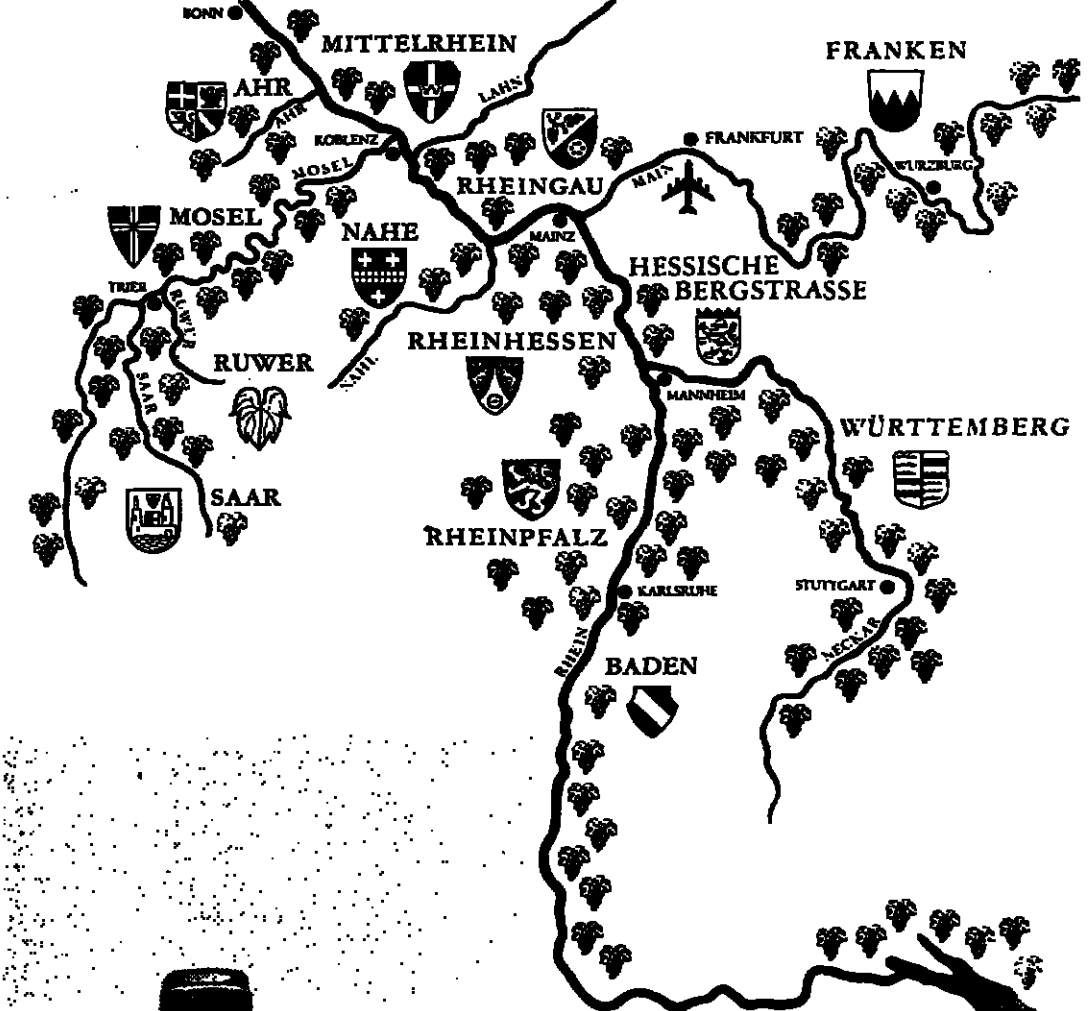 BONN
MITTELRHEIN
FRANKEN
AHR
LAHN
AHR
KOBLENZ
FRANKFURT
MOSEL
MAIN
WÜRZBURG
RHEINGAU
MOSEL
NAHE
MAINZ
HESSISCHE
BERGSTRASSE
TRIER
RUWER
RHEINHESSEN
RUWER
NAHE
SAAR
MANNHEIM
WÜRTTEMBERG
SAAR
RHEINPFALZ
STUTTGART
KARLSRUHE
NECKAR
RHEIN
BADEN